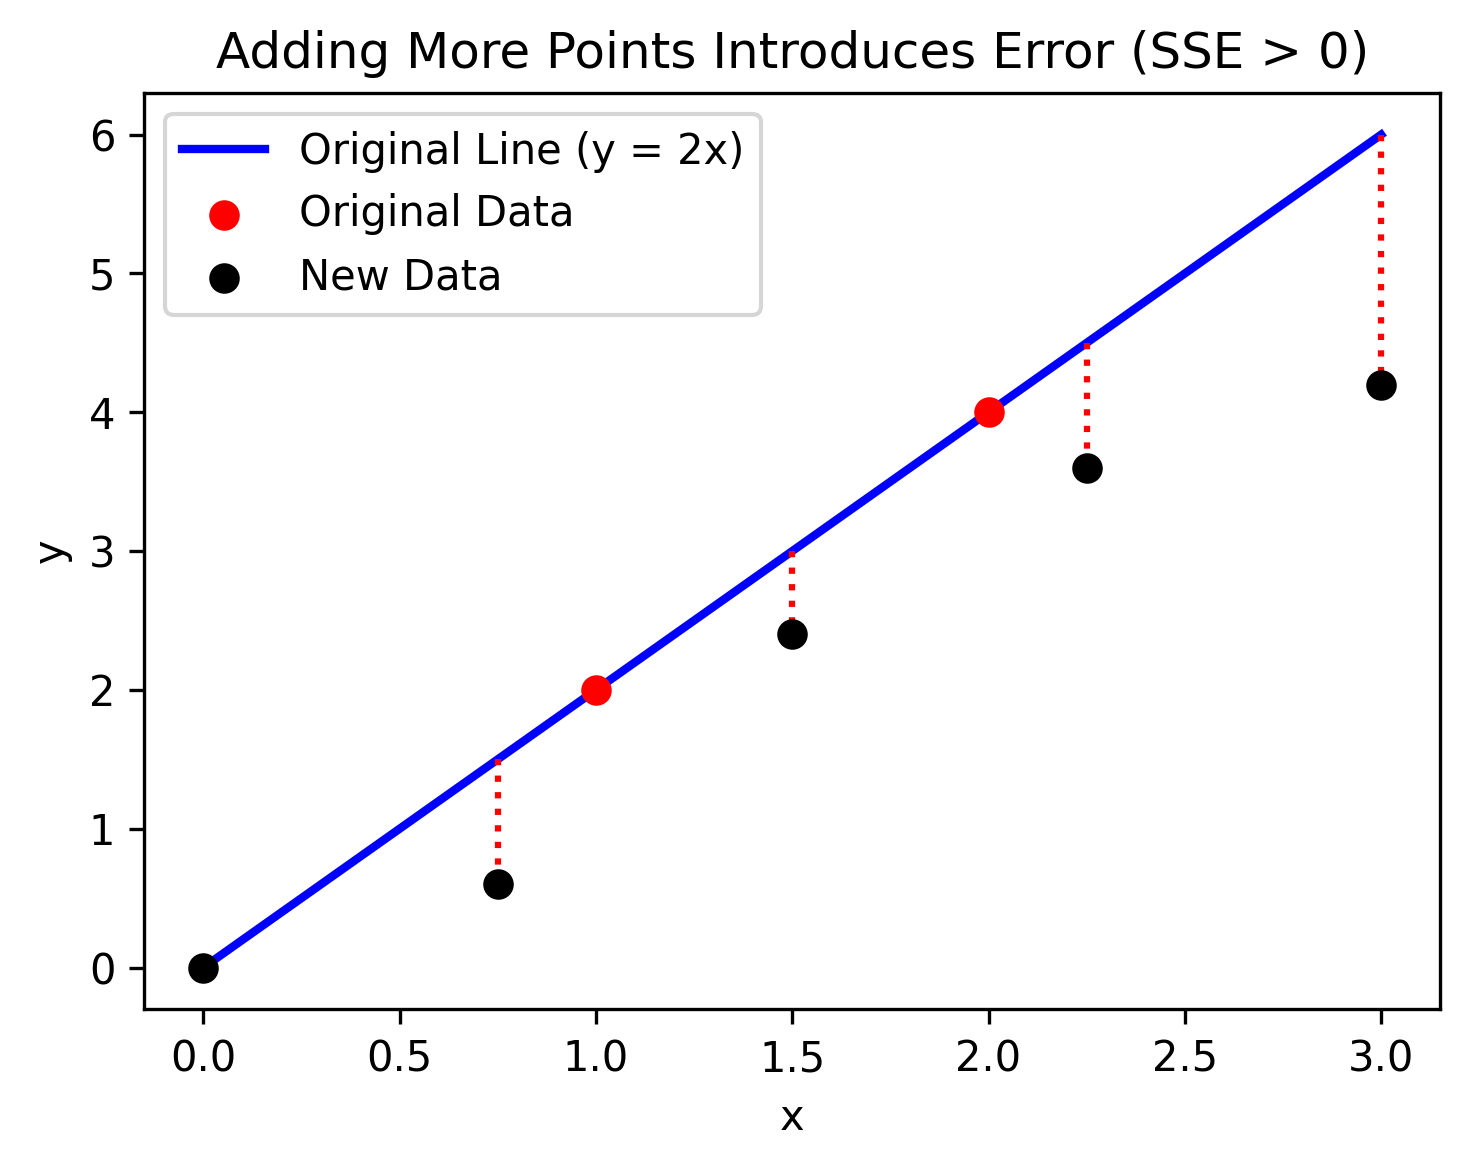 Adding More Points Introduces Error (SSE > 0)
Original Line (y = 2x)
Original Data
New Data
6
5
4
3
2
1
0
y
0.0 0.5 1.0 1.5 2.0 2.5 3.0
x